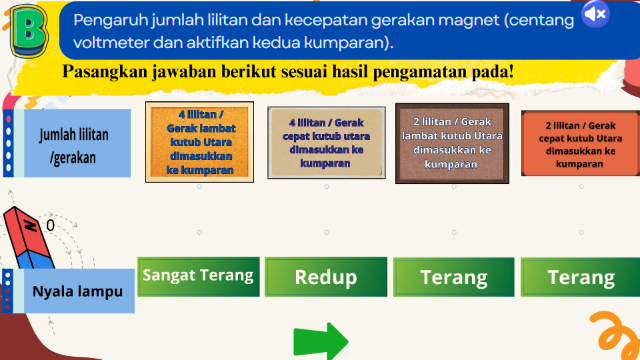 B
Pengaruh jumlah lilitan dan kecepatan gerakan magnet (centang
voltmeter dan aktifkan kedua kumparan).
Pasangkan jawaban berikut sesuai hasil pengamatan pada!
Jumlah lilitan
/gerakan
4 lilitan /
Gerak lambat
kutub Utara
dimasukkan
ke kumparan
4 lilitan / Gerak
cepat kutub utara
dimasukkan ke
kumparan
2 lilitan / Gerak
lambat kutub Utara
dimasukkan ke
kumparan
2 lilitan / Gerak
cepat kutub Utara
dimasukkan ke
kumparan
N
0
Nyala lampu
Sangat Terang
Redup
Terang
Terang